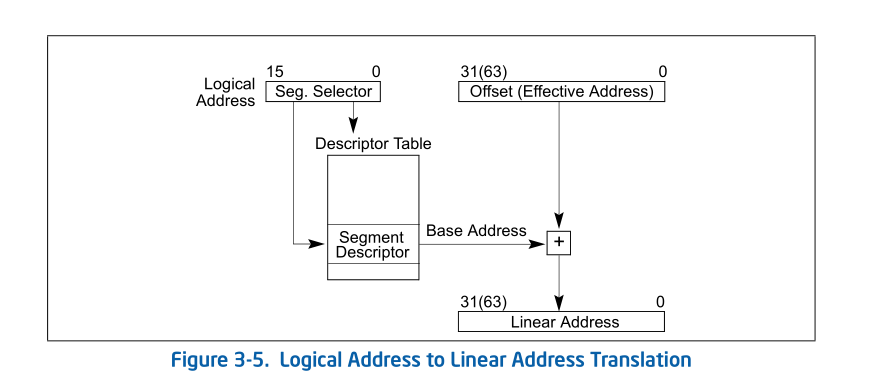 15 0
31(63) 0
Logical
Address
Seg. Selector
Offset (Effective Address)
Descriptor Table
Segment
Descriptor
Base Address
+
31(63) 0
Linear Address
Figure 3-5. Logical Address to Linear Address Translation